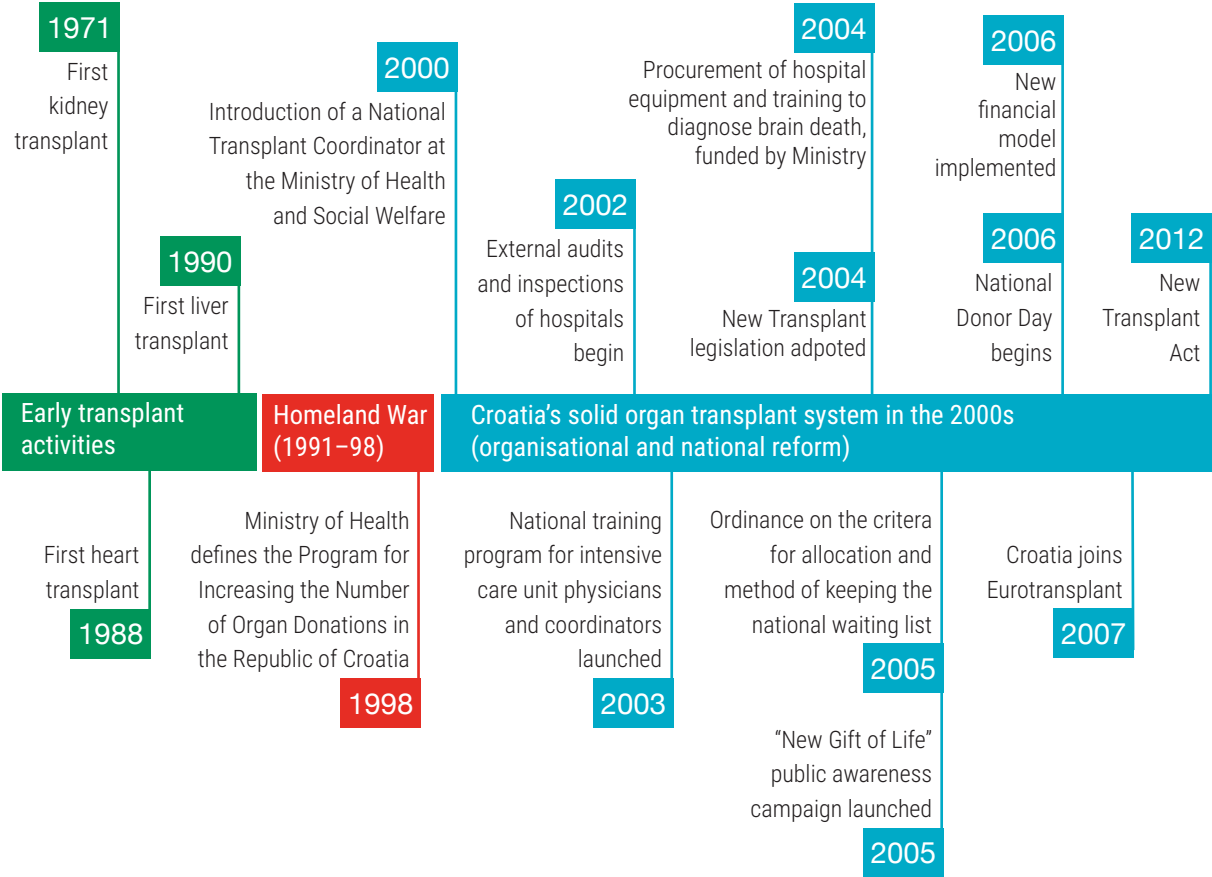 1971
First
kidney
transplant
1990
First liver
transplant
2000
Introduction of a National
Transplant Coordinator at
the Ministry of Health
and Social Welfare
2002
External audits
and inspections
of hospitals
begin
2004
Procurement of hospital
equipment and training to
diagnose brain death,
funded by Ministry
2004
New Transplant
legislation adpoted
2006
New
financial
model
implemented
2006
National
Donor Day
begins
2012
New
Transplant
Act
Early transplant
activities
Homeland War
(1991–98)
Croatia’s solid organ transplant system in the 2000s
(organisational and national reform)
First heart
transplant
1988
Ministry of Health
defines the Program for
Increasing the Number
of Organ Donations in
the Republic of Croatia
1998
National training
program for intensive
care unit physicians
and coordinators
launched
2003
Ordinance on the critera
for allocation and
method of keeping the
national waiting list
2005
“New Gift of Life”
public awareness
campaign launched
2005
Croatia joins
Eurotransplant
2007